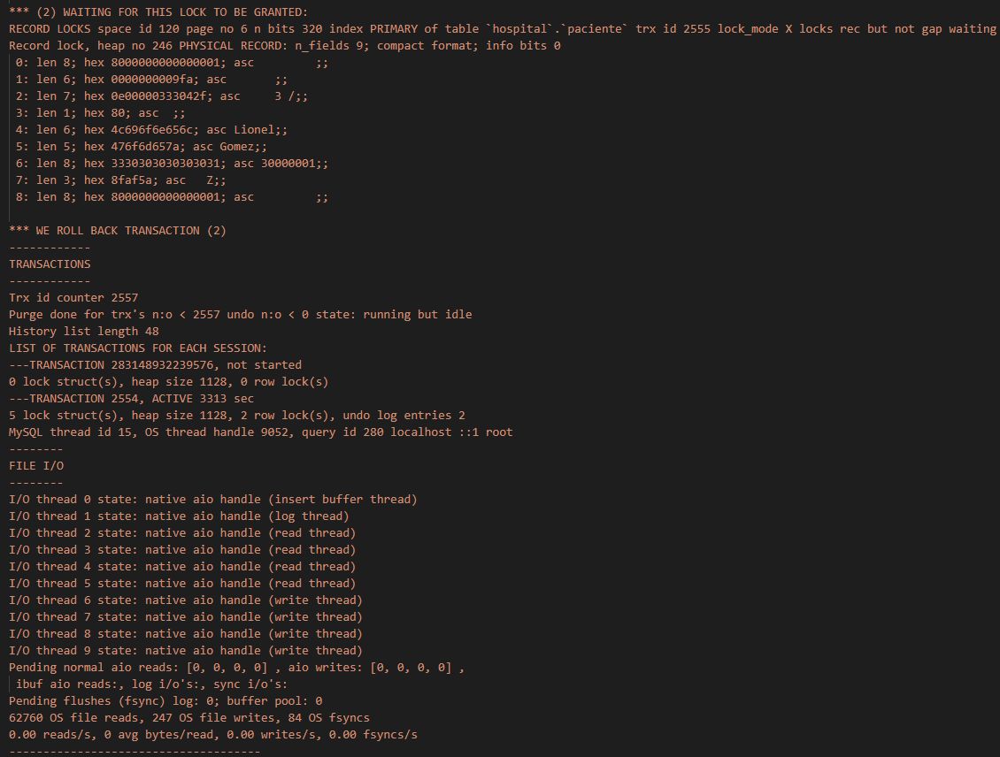 *** (2) WAITING FOR THIS LOCK TO BE GRANTED:
RECORD LOCKS space id 120 page no 6 n bits 320 index PRIMARY of table `hospital`.`paciente` trx id 2555 lock_mode X locks rec but not gap waiting
Record lock, heap no 246 PHYSICAL RECORD: n_fields 9; compact format; info bits 0
 0: len 8; hex 8000000000000001; asc         ;;
 1: len 6; hex 0000000009fa; asc       ;;
 2: len 7; hex 0e00000333042f; asc     3 /;;
 3: len 1; hex 80; asc  ;;
 4: len 6; hex 4c696f6e656c; asc Lionel;;
 5: len 5; hex 476f6d657a; asc Gomez;;
 6: len 8; hex 3330303030303031; asc 30000001;;
 7: len 3; hex 8faf5a; asc   Z;;
 8: len 8; hex 8000000000000001; asc         ;;
*** WE ROLL BACK TRANSACTION (2)
------------
TRANSACTIONS
------------
Trx id counter 2557
Purge done for trx's n:o < 2557 undo n:o < 0 state: running but idle
History list length 48
LIST OF TRANSACTIONS FOR EACH SESSION:
---TRANSACTION 283148932239576, not started
0 lock struct(s), heap size 1128, 0 row lock(s)
---TRANSACTION 2554, ACTIVE 3313 sec
5 lock struct(s), heap size 1128, 2 row lock(s), undo log entries 2
MySQL thread id 15, OS thread handle 9052, query id 280 localhost ::1 root
--------
FILE I/O
--------
I/O thread 0 state: native aio handle (insert buffer thread)
I/O thread 1 state: native aio handle (log thread)
I/O thread 2 state: native aio handle (read thread)
I/O thread 3 state: native aio handle (read thread)
I/O thread 4 state: native aio handle (read thread)
I/O thread 5 state: native aio handle (read thread)
I/O thread 6 state: native aio handle (write thread)
I/O thread 7 state: native aio handle (write thread)
I/O thread 8 state: native aio handle (write thread)
I/O thread 9 state: native aio handle (write thread)
Pending normal aio reads: [0, 0, 0, 0] , aio writes: [0, 0, 0, 0] ,
 ibuf aio reads:, log i/o's:, sync i/o's:
Pending flushes (fsync) log: 0; buffer pool: 0
62760 OS file reads, 247 OS file writes, 84 OS fsyncs
0.00 reads/s, 0 avg bytes/read, 0.00 writes/s, 0.00 fsyncs/s
-------------------------------------